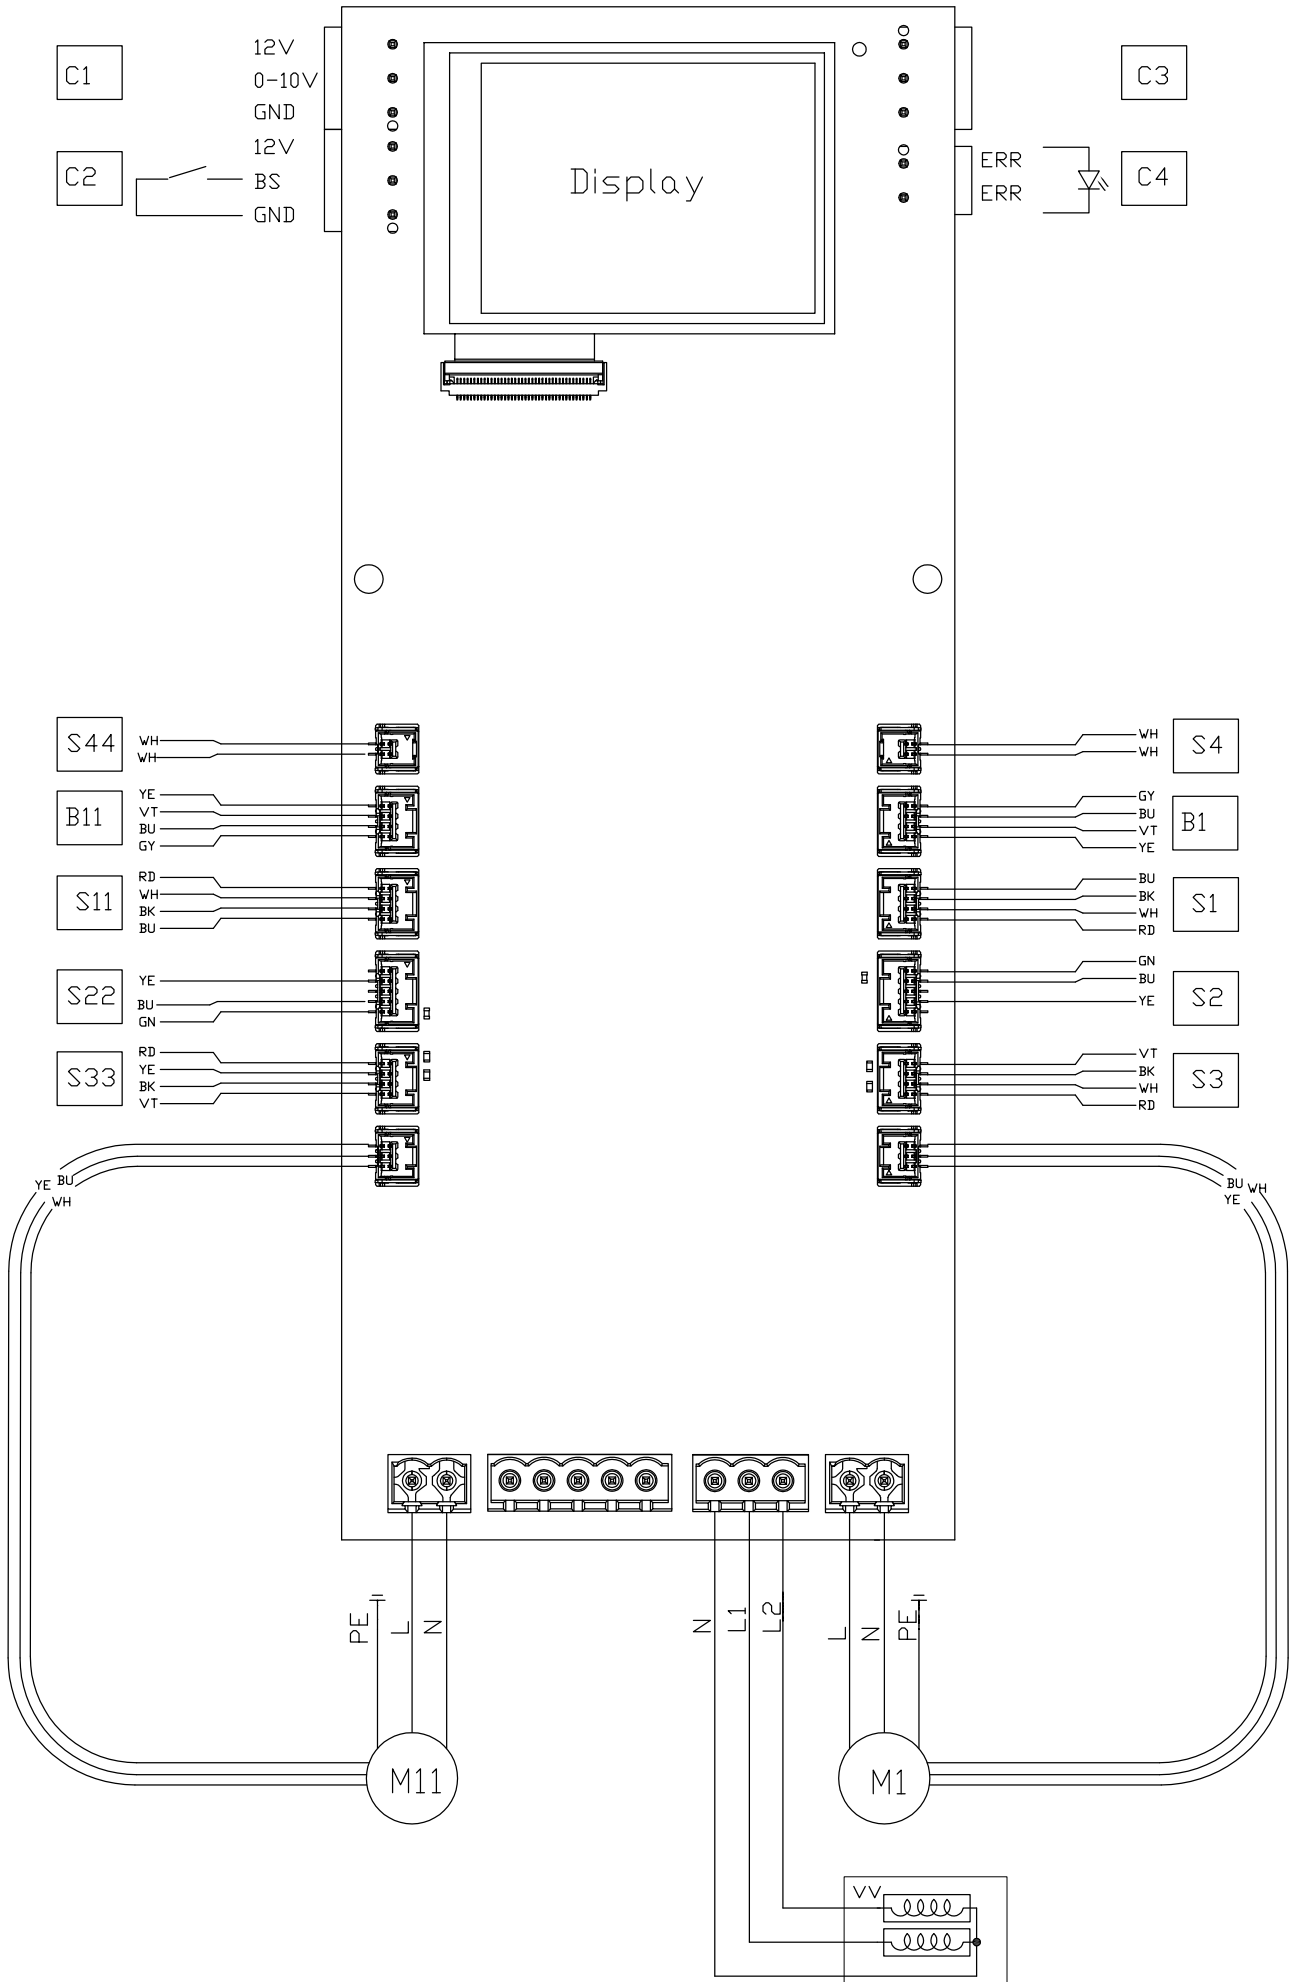 C1
12V
0-10V
GND
C2
12V
BS
GND
Display
C3
ERR
ERR
C4
S44
WH
WH
B11
YE
VT
BU
GY
S11
RD
WH
BK
BU
S22
YE
BU
GN
S33
RD
YE
BK
VT
YE BU
WH
WH
WH
S4
GY
BU
VT
YE
B1
BU
BK
WH
RD
S1
GN
BU
YE
S2
VT
BK
WH
RD
S3
BU WH
YE
PE
L
N
N
L1
L2
L
N
PE
M11
M1
VV